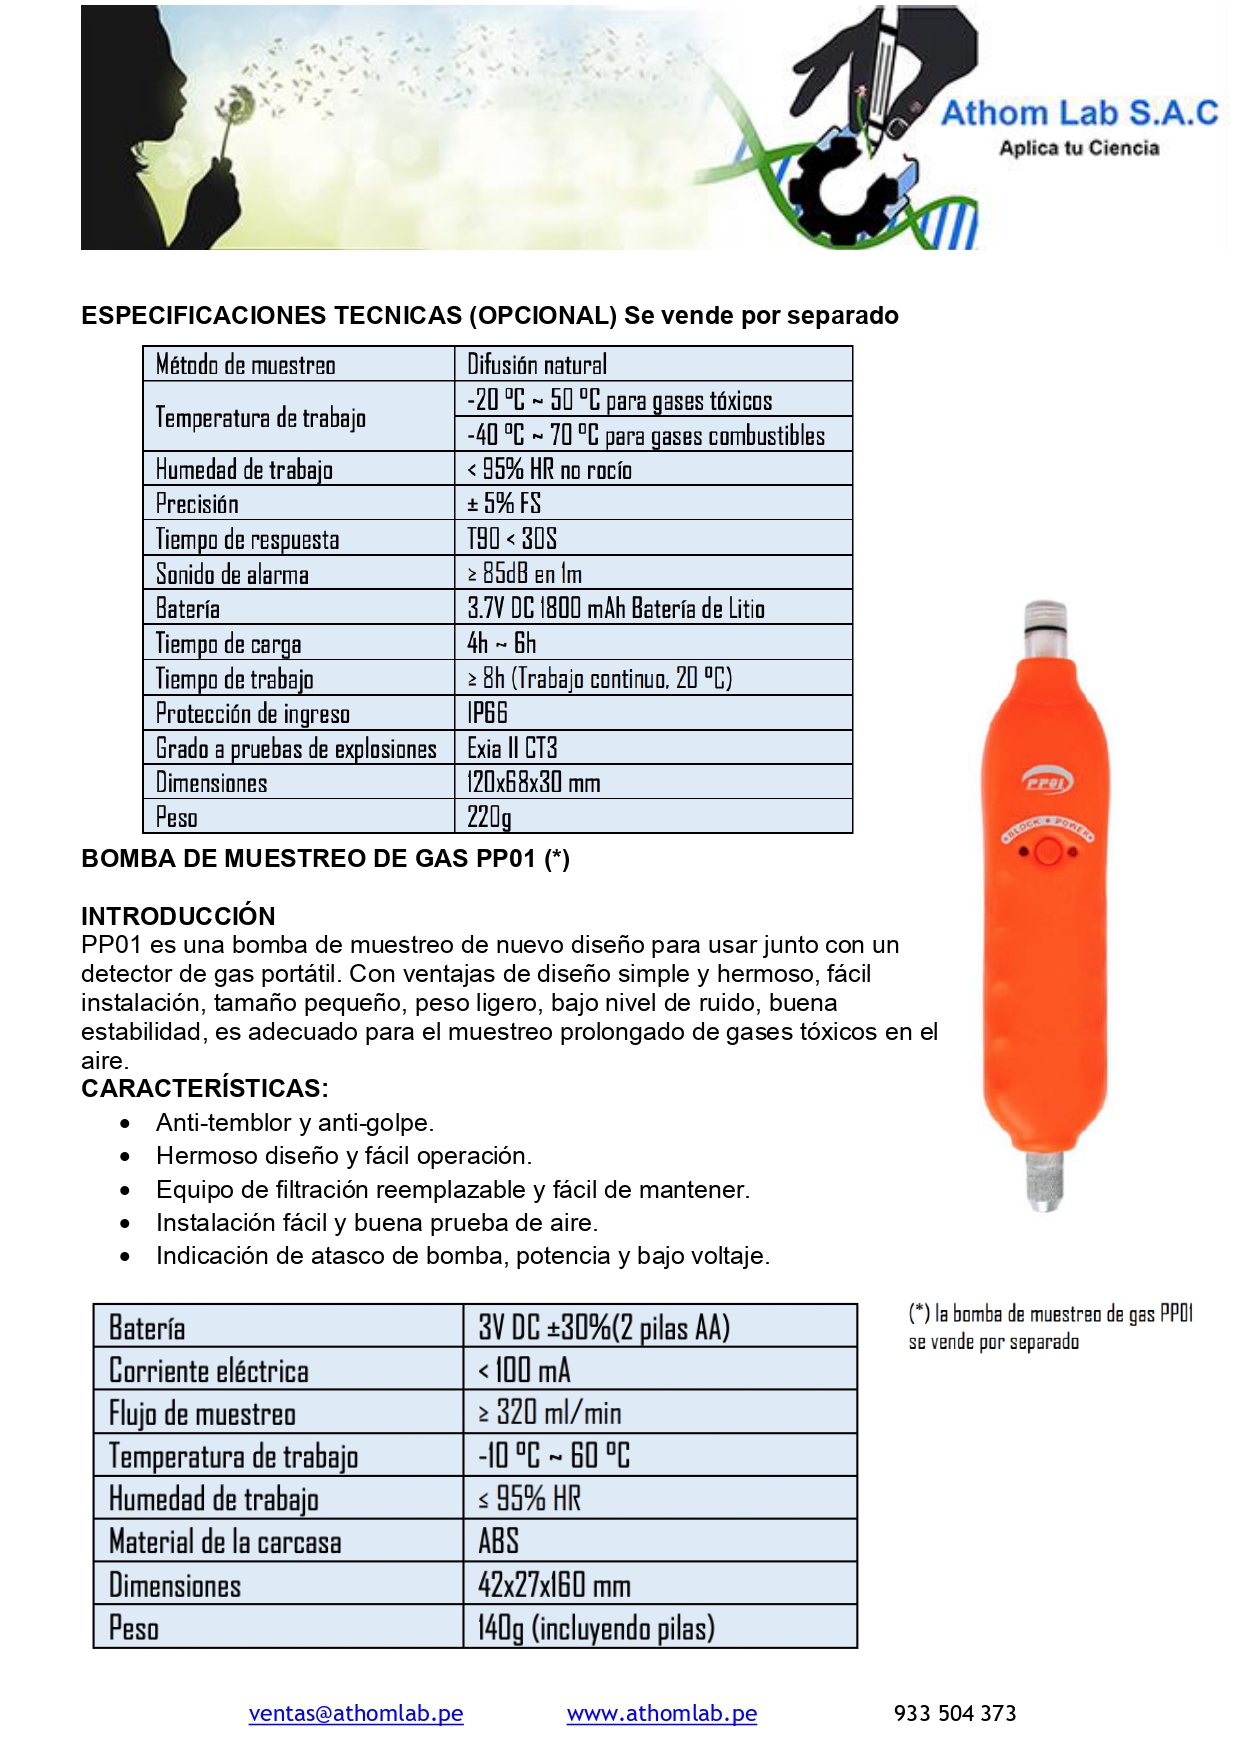 Athom Lab S.A.C
Aplica tu Ciencia
ESPECIFICACIONES TECNICAS (OPCIONAL) Se vende por separado
Método de muestreo Difusión natural
Temperatura de trabajo -20 ºC ~ 50 ºC para gases tóxicos
-40 ºC ~ 70 ºC para gases combustibles
Humedad de trabajo < 95% HR no rocío
Precisión ± 5% FS
Tiempo de respuesta T90 < 30S
Sonido de alarma ≥ 85dB en 1m
Batería 3.7V DC 1800 mAh Batería de Litio
Tiempo de carga 4h ~ 6h
Tiempo de trabajo ≥ 8h (Trabajo continuo, 20 ºC)
Protección de ingreso IP66
Grado a pruebas de explosiones Exia II CT3
Dimensiones 120x68x30 mm
Peso 220g
PP01
BLOCK POWER
BOMBA DE MUESTREO DE GAS PP01 (*)
INTRODUCCIÓN
PP01 es una bomba de muestreo de nuevo diseño para usar junto con un
detector de gas portátil. Con ventajas de diseño simple y hermoso, fácil
instalación, tamaño pequeño, peso ligero, bajo nivel de ruido, buena
estabilidad, es adecuado para el muestreo prolongado de gases tóxicos en el
aire.
CARACTERÍSTICAS:
• Anti-temblor y anti-golpe.
• Hermoso diseño y fácil operación.
• Equipo de filtración reemplazable y fácil de mantener.
• Instalación fácil y buena prueba de aire.
• Indicación de atasco de bomba, potencia y bajo voltaje.
Batería 3V DC ±30%(2 pilas AA)
Corriente eléctrica < 100 mA
Flujo de muestreo ≥ 320 ml/min
Temperatura de trabajo -10 ºC ~ 60 ºC
Humedad de trabajo ≤ 95% HR
Material de la carcasa ABS
Dimensiones 42x27x160 mm
Peso 140g (incluyendo pilas)
(*) la bomba de muestreo de gas PP01
se vende por separado
ventas@athomlab.pe www.athomlab.pe 933 504 373